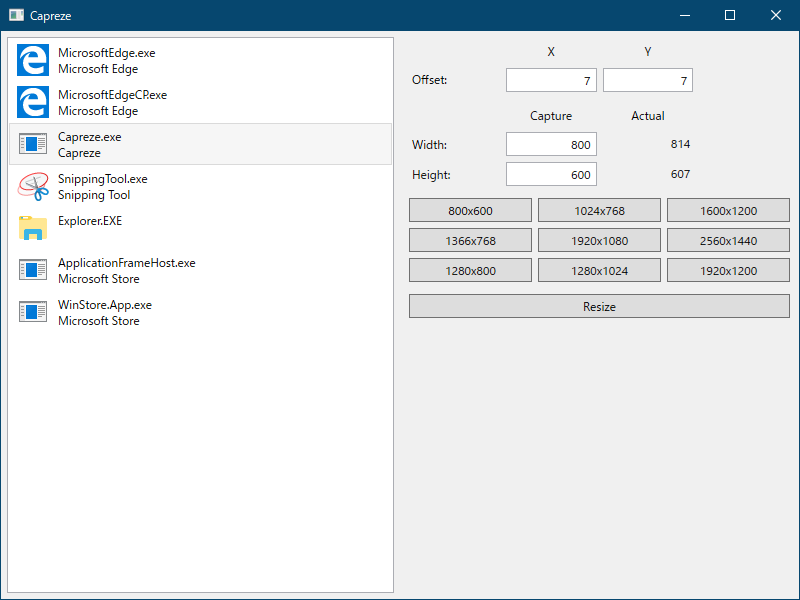 Capreze
MicrosoftEdge.exe
Microsoft Edge
MicrosoftEdgeCP.exe
Microsoft Edge
Capreze.exe
Capreze
SnippingTool.exe
Snipping Tool
Explorer.EXE
ApplicationFrameHost.exe
Microsoft Store
WinStore.App.exe
Microsoft Store
X Y
Offset: 7 7
Capture Actual
Width: 800 814
Height: 600 607
800x600 1024x768 1600x1200
1366x768 1920x1080 2560x1440
1280x800 1280x1024 1920x1200
Resize